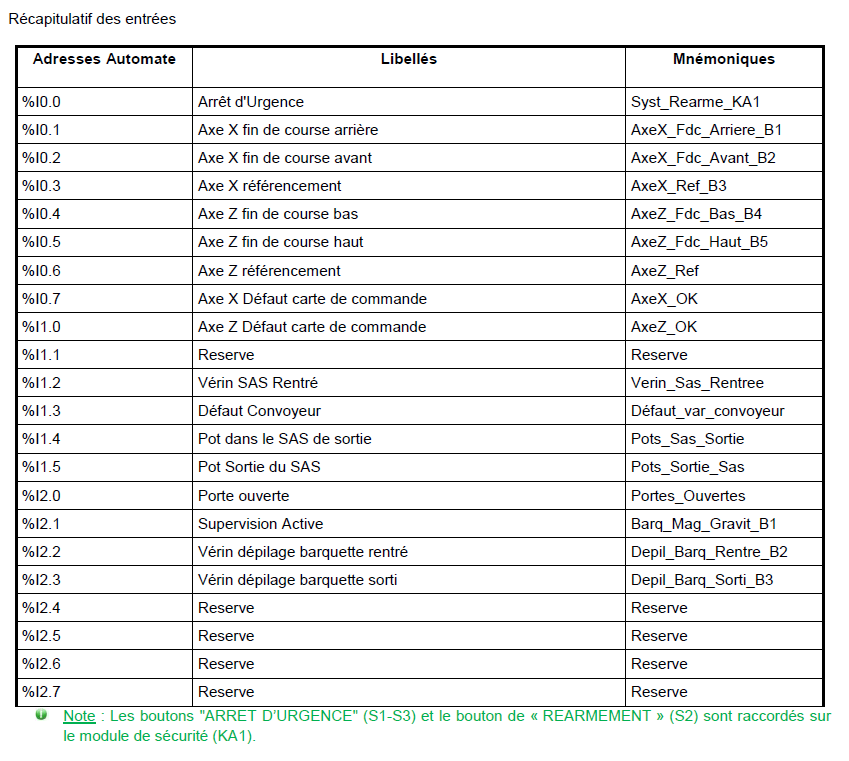 Récapitulatif des entrées
Adresses Automate Libellés Mnémoniques
%I0.0 Arrêt d'Urgence Syst_Rearme_KA1
%I0.1 Axe X fin de course arrière AxeX_Fdc_Arriere_B1
%I0.2 Axe X fin de course avant AxeX_Fdc_Avant_B2
%I0.3 Axe X référencement AxeX_Ref_B3
%I0.4 Axe Z fin de course bas AxeZ_Fdc_Bas_B4
%I0.5 Axe Z fin de course haut AxeZ_Fdc_Haut_B5
%I0.6 Axe Z référencement AxeZ_Ref
%I0.7 Axe X Défaut carte de commande AxeX_OK
%I1.0 Axe Z Défaut carte de commande AxeZ_OK
%I1.1 Reserve Reserve
%I1.2 Vérin SAS Rentré Verin_Sas_Rentree
%I1.3 Défaut Convoyeur Défaut_var_convoyeur
%I1.4 Pot dans le SAS de sortie Pots_Sas_Sortie
%I1.5 Pot Sortie du SAS Pots_Sortie_Sas
%I2.0 Porte ouverte Portes_Ouvertes
%I2.1 Supervision Active Barq_Mag_Gravit_B1
%I2.2 Vérin dépilage barquette rentré Depil_Barq_Rentre_B2
%I2.3 Vérin dépilage barquette sorti Depil_Barq_Sorti_B3
%I2.4 Reserve Reserve
%I2.5 Reserve Reserve
%I2.6 Reserve Reserve
%I2.7 Reserve Reserve
Note : Les boutons "ARRET D'URGENCE" (S1-S3) et le bouton de « REARMEMENT » (S2) sont raccordés sur
le module de sécurité (KA1).